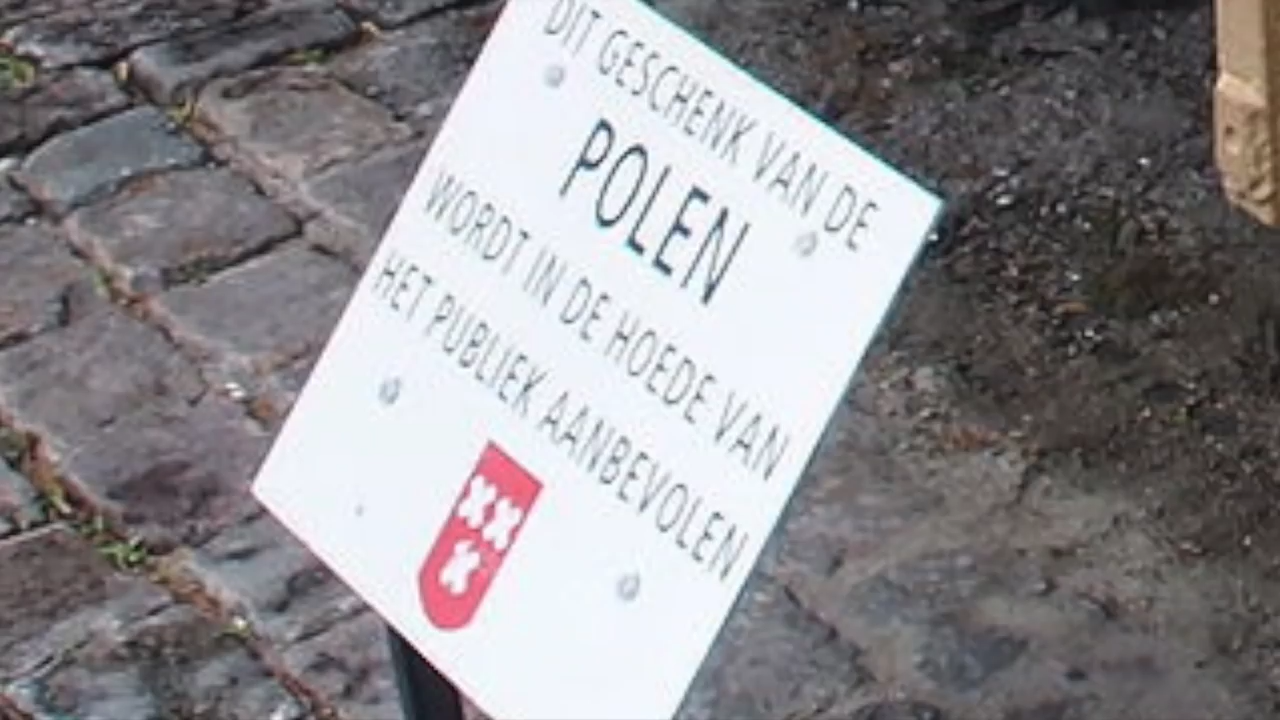 DIT GESCHENK VAN DE
POLEN
WORDT IN DE HOEDE VAN
HET PUBLIEK AANBEVOLEN